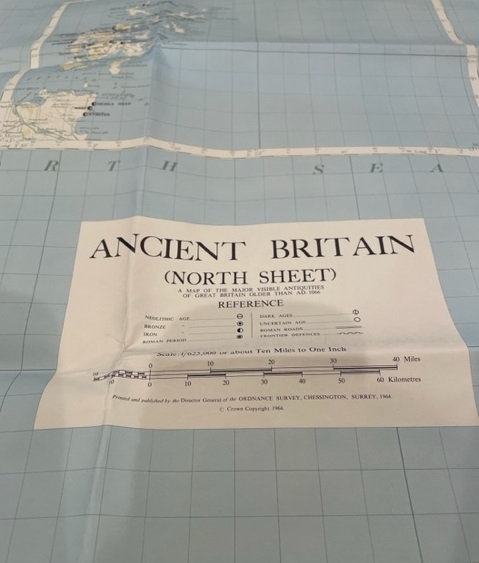 R T H S E A
ANCIENT BRITAIN
(NORTH SHEET)
A MAP OF THE MAJOR VISIBLE ANTIQUITIES
OF GREAT BRITAIN OLDER THAN AD 1066
REFERENCE
NEOLITHIC AGE DARK AGES
BRONZE " UNCERTAIN AGE
IRON " ROMAN ROADS
ROMAN PERIOD FRONTIER DEFENCES
Scale 1/625,000 or about Ten Miles to One Inch
10 0 10 20 30 40 Miles
10 0 10 20 30 40 50 60 Kilometres
Printed and published by the Director General of the ORDNANCE SURVEY, CHESSINGTON, SURREY, 1964.
© Crown Copyright 1964.